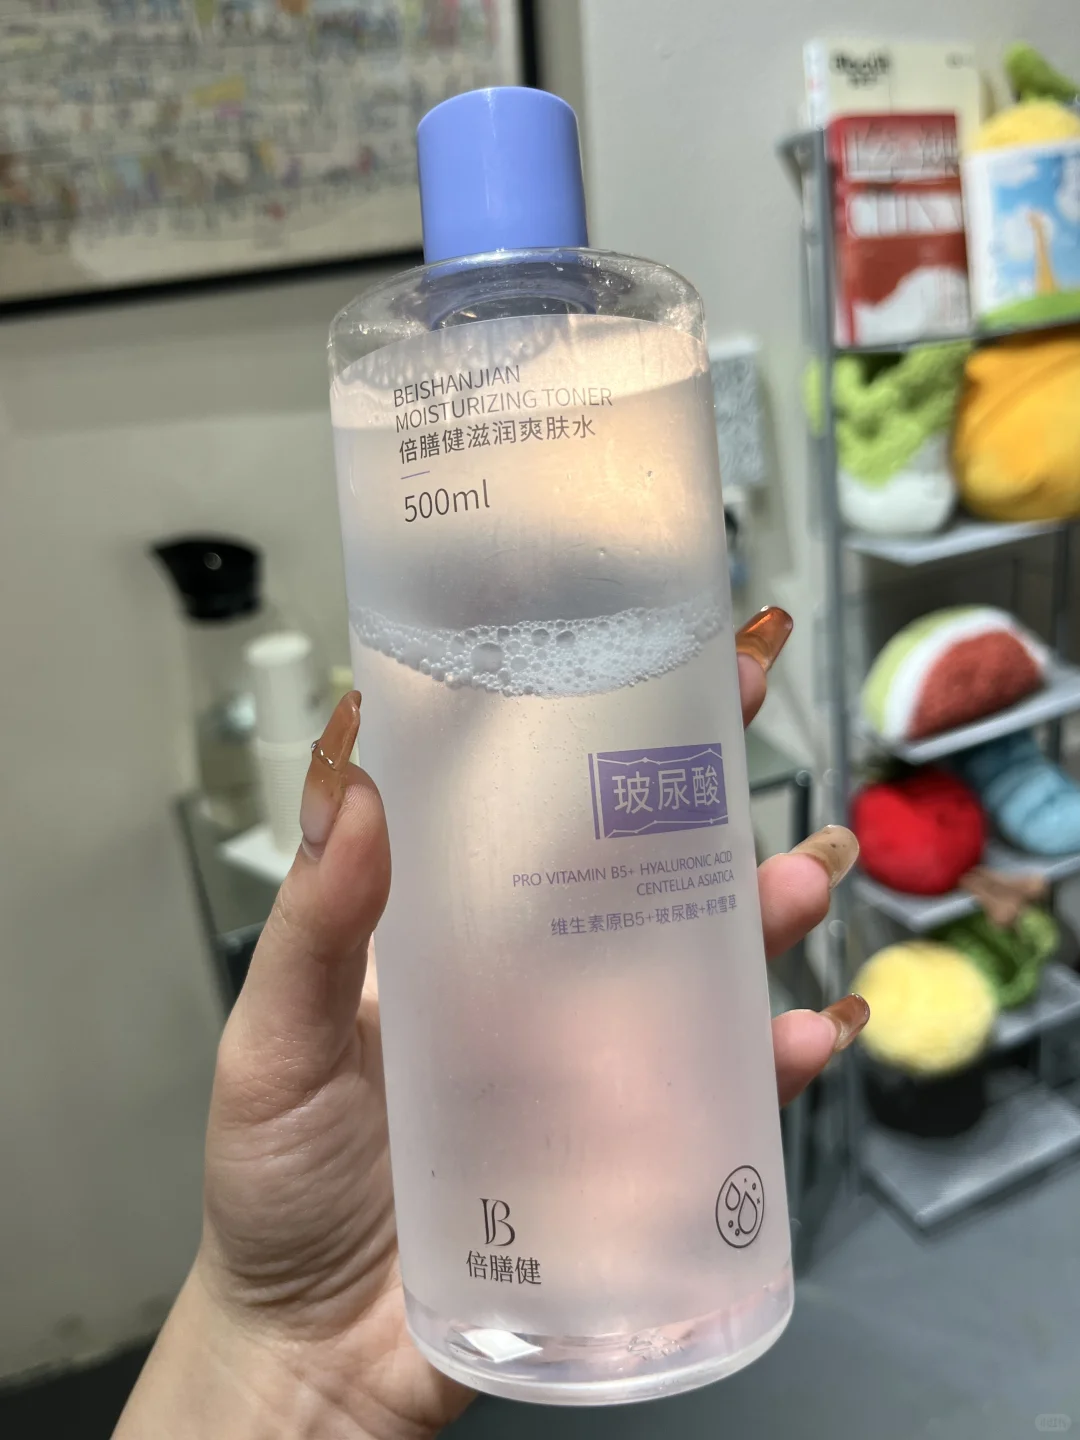 BEISHANJIAN
MOISTURIZING TONER
倍膳健滋润爽肤水
500ml
玻尿酸
PRO VITAMIN B5+ HYALURONIC ACID
CENTELLA ASIATICA
维生素原B5+玻尿酸+积雪草
B
倍膳健